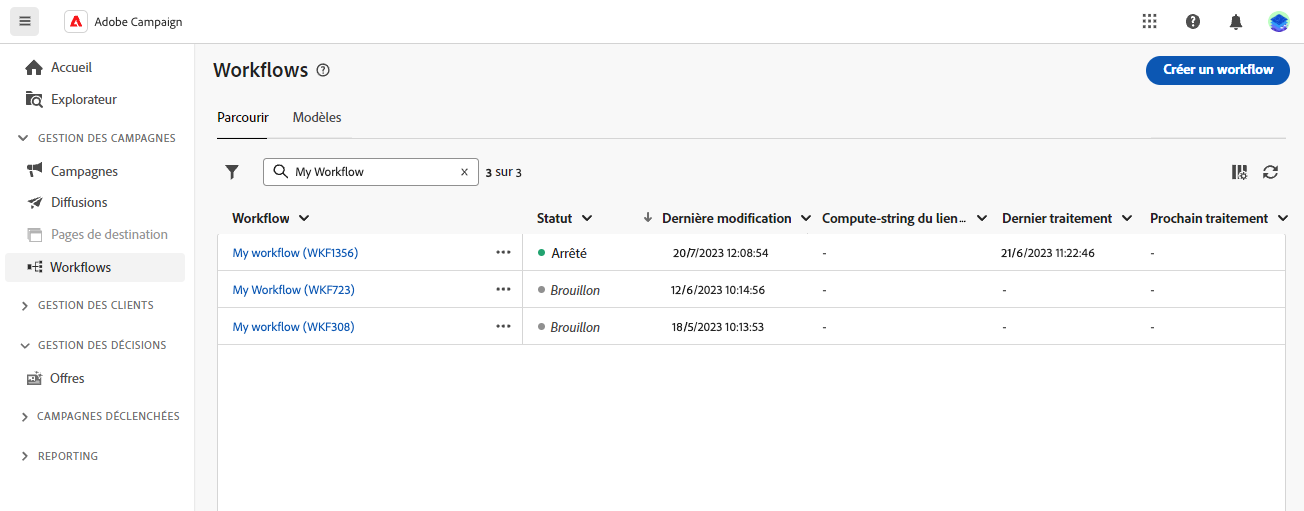 Adobe Campaign
Accueil
Explorateur
GESTION DES CAMPAGNES
Campagnes
Diffusions
Pages de destination
Workflows
GESTION DES CLIENTS
GESTION DES DÉCISIONS
Offres
CAMPAGNES DÉCLENCHÉES
REPORTING
Workflows
Créer un workflow
Parcourir Modèles
My Workflow 3 sur 3
Workflow Statut Dernière modification Compute-string du lien... Dernier traitement Prochain traitement
My workflow (WKF1356) Arrêté 20/7/2023 12:08:54 - 21/6/2023 11:22:46 -
My Workflow (WKF723) Brouillon 12/6/2023 10:14:56 - - -
My workflow (WKF308) Brouillon 18/5/2023 10:13:53 - - -